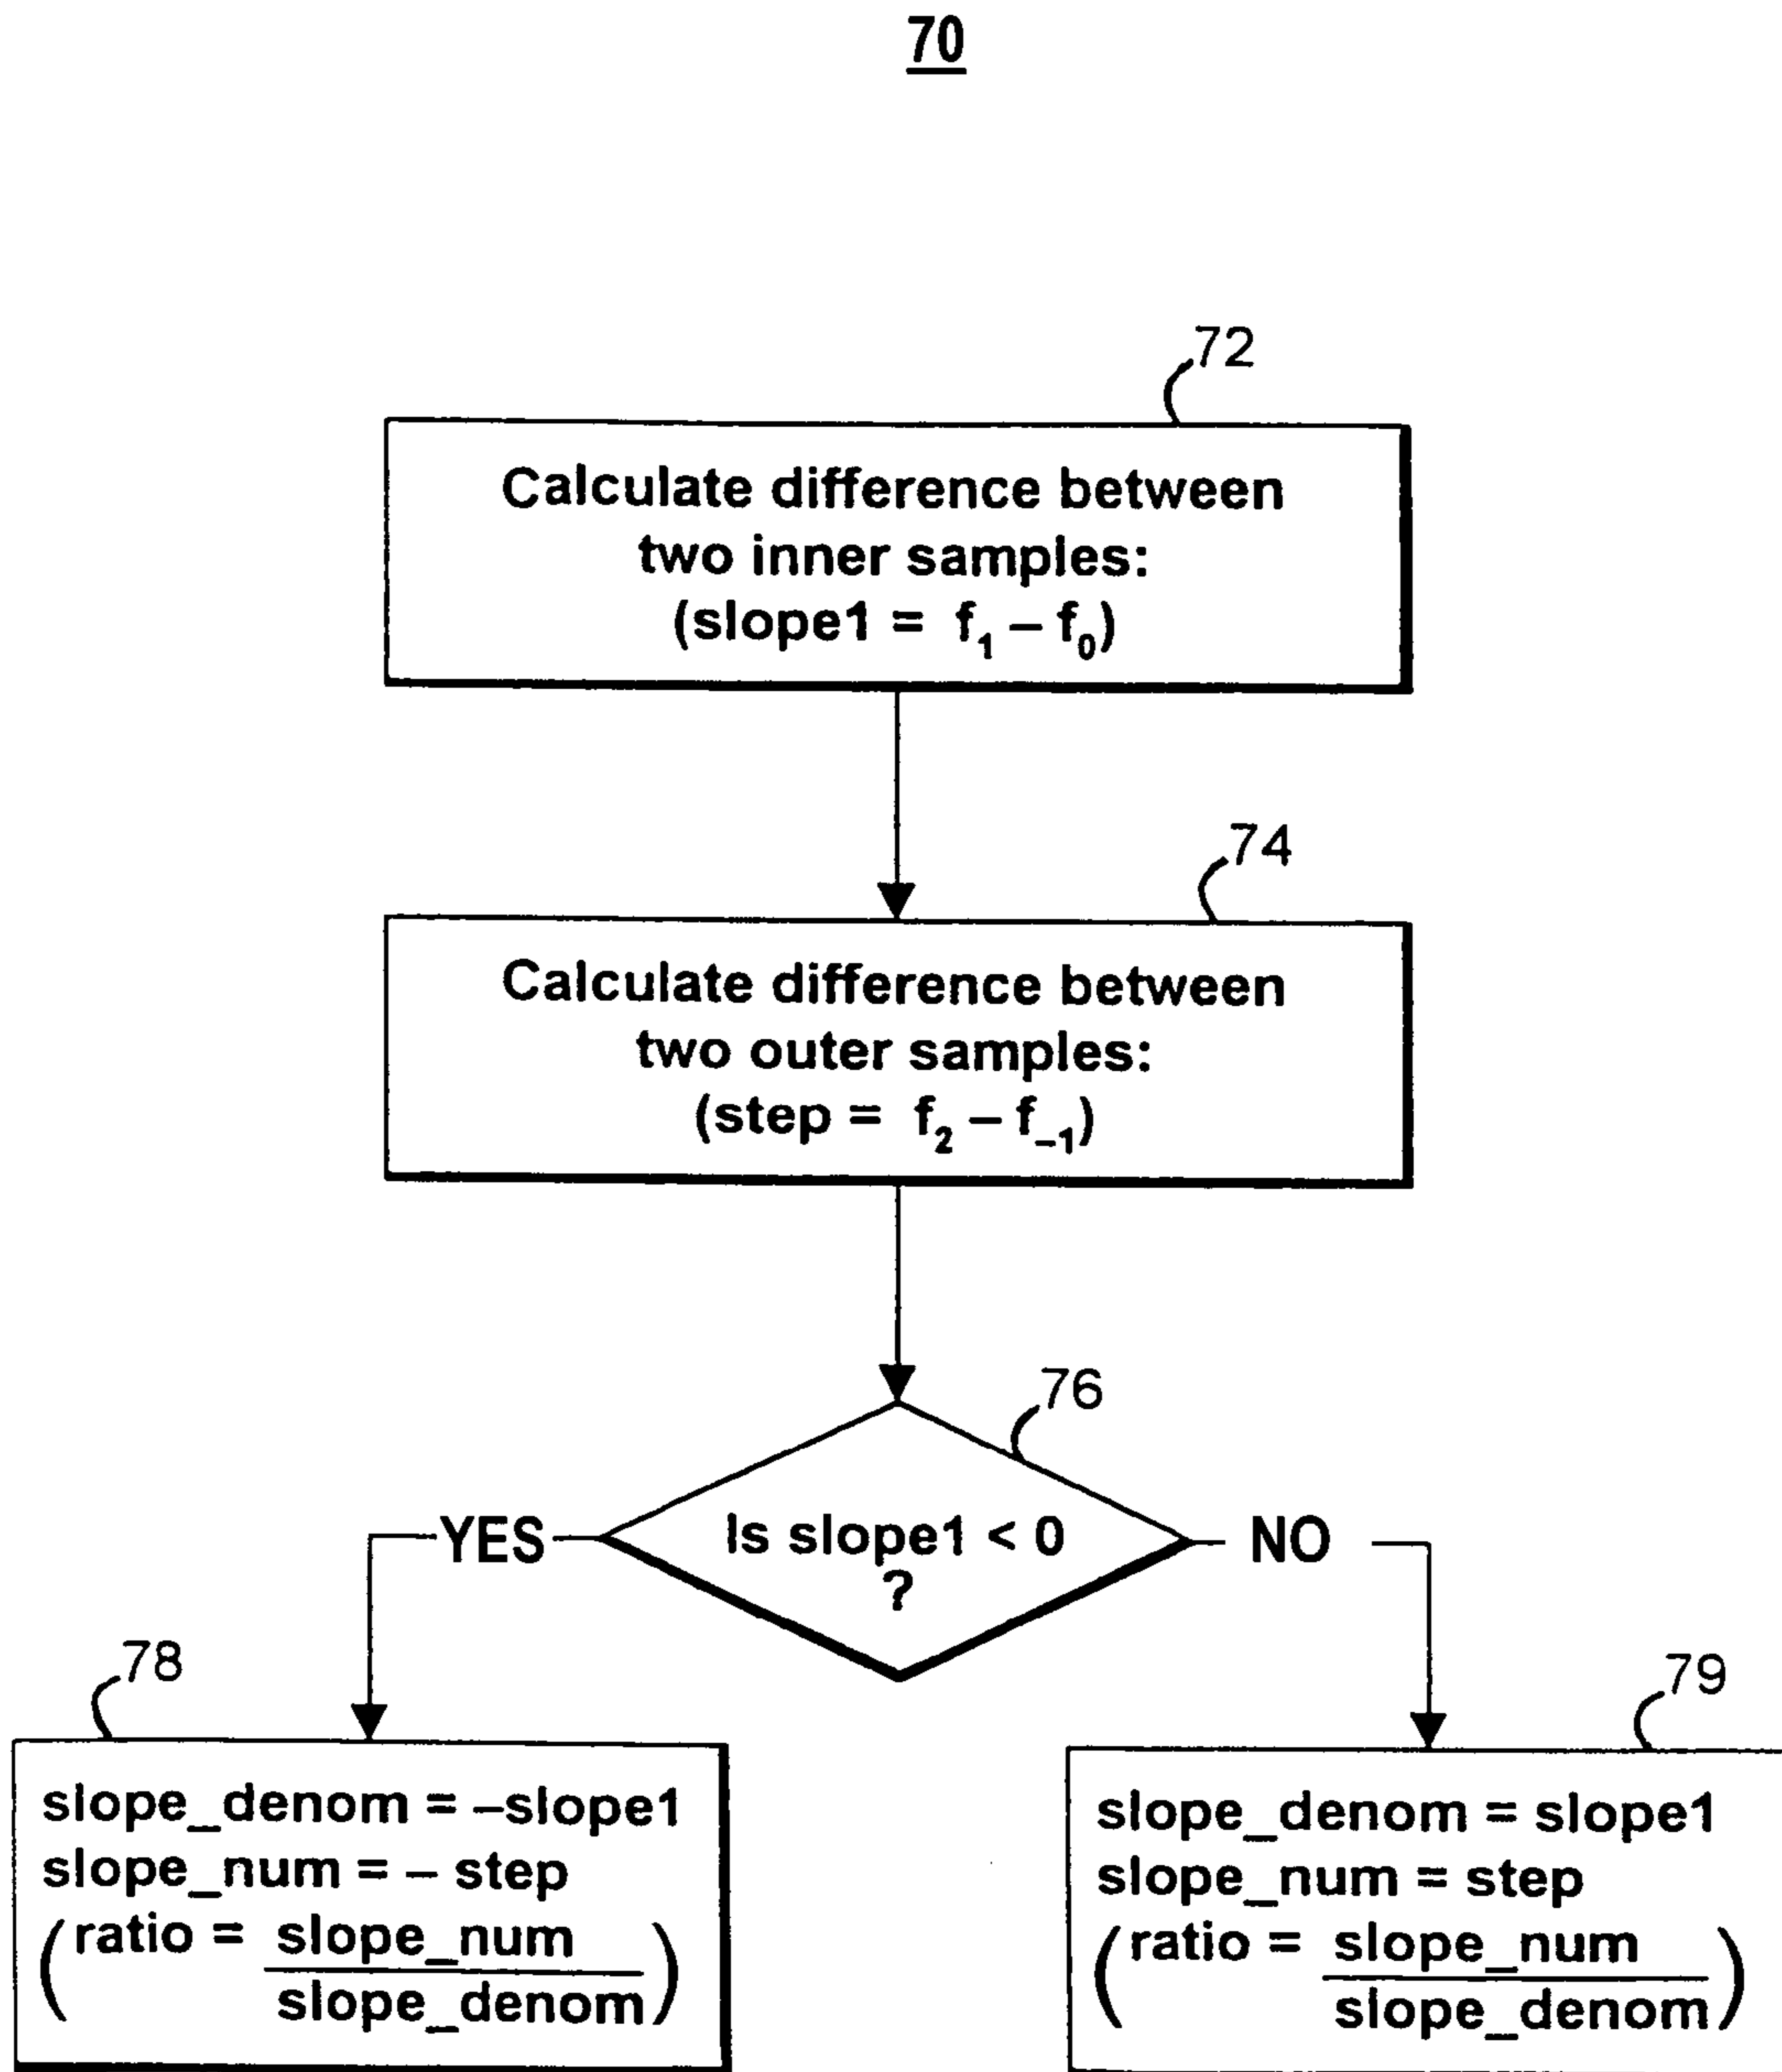 70
72
Calculate difference between
two inner samples:
(slope1 = f₁ – f₀)
74
Calculate difference between
two outer samples:
(step = f₂ – f₋₁)
76
Is slope1 < 0
?
YES
NO
78
slope_denom = –slope1
slope_num = – step
(ratio = slope_num
slope_denom)
79
slope_denom = slope1
slope_num = step
(ratio = slope_num
slope_denom)